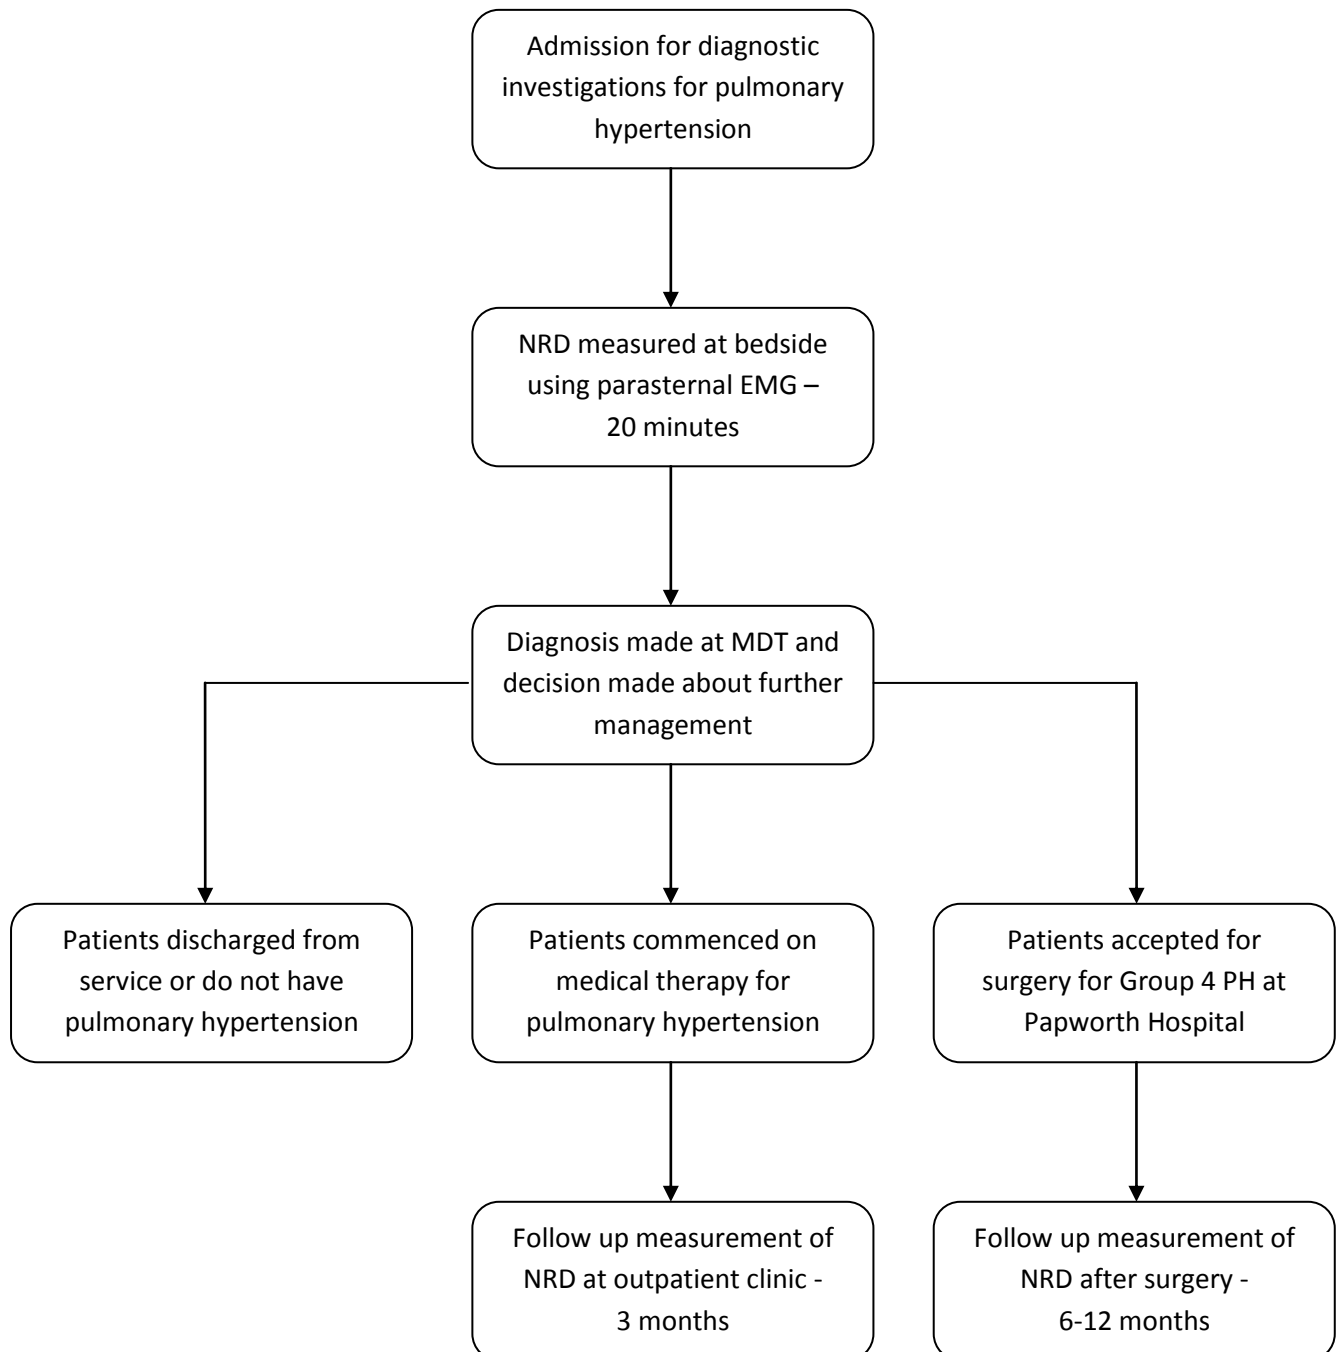 Admission for diagnostic
investigations for pulmonary
hypertension
NRD measured at bedside
using parasternal EMG –
20 minutes
Diagnosis made at MDT and
decision made about further
management
Patients discharged from
service or do not have
pulmonary hypertension
Patients commenced on
medical therapy for
pulmonary hypertension
Patients accepted for
surgery for Group 4 PH at
Papworth Hospital
Follow up measurement of
NRD at outpatient clinic -
3 months
Follow up measurement of
NRD after surgery -
6-12 months